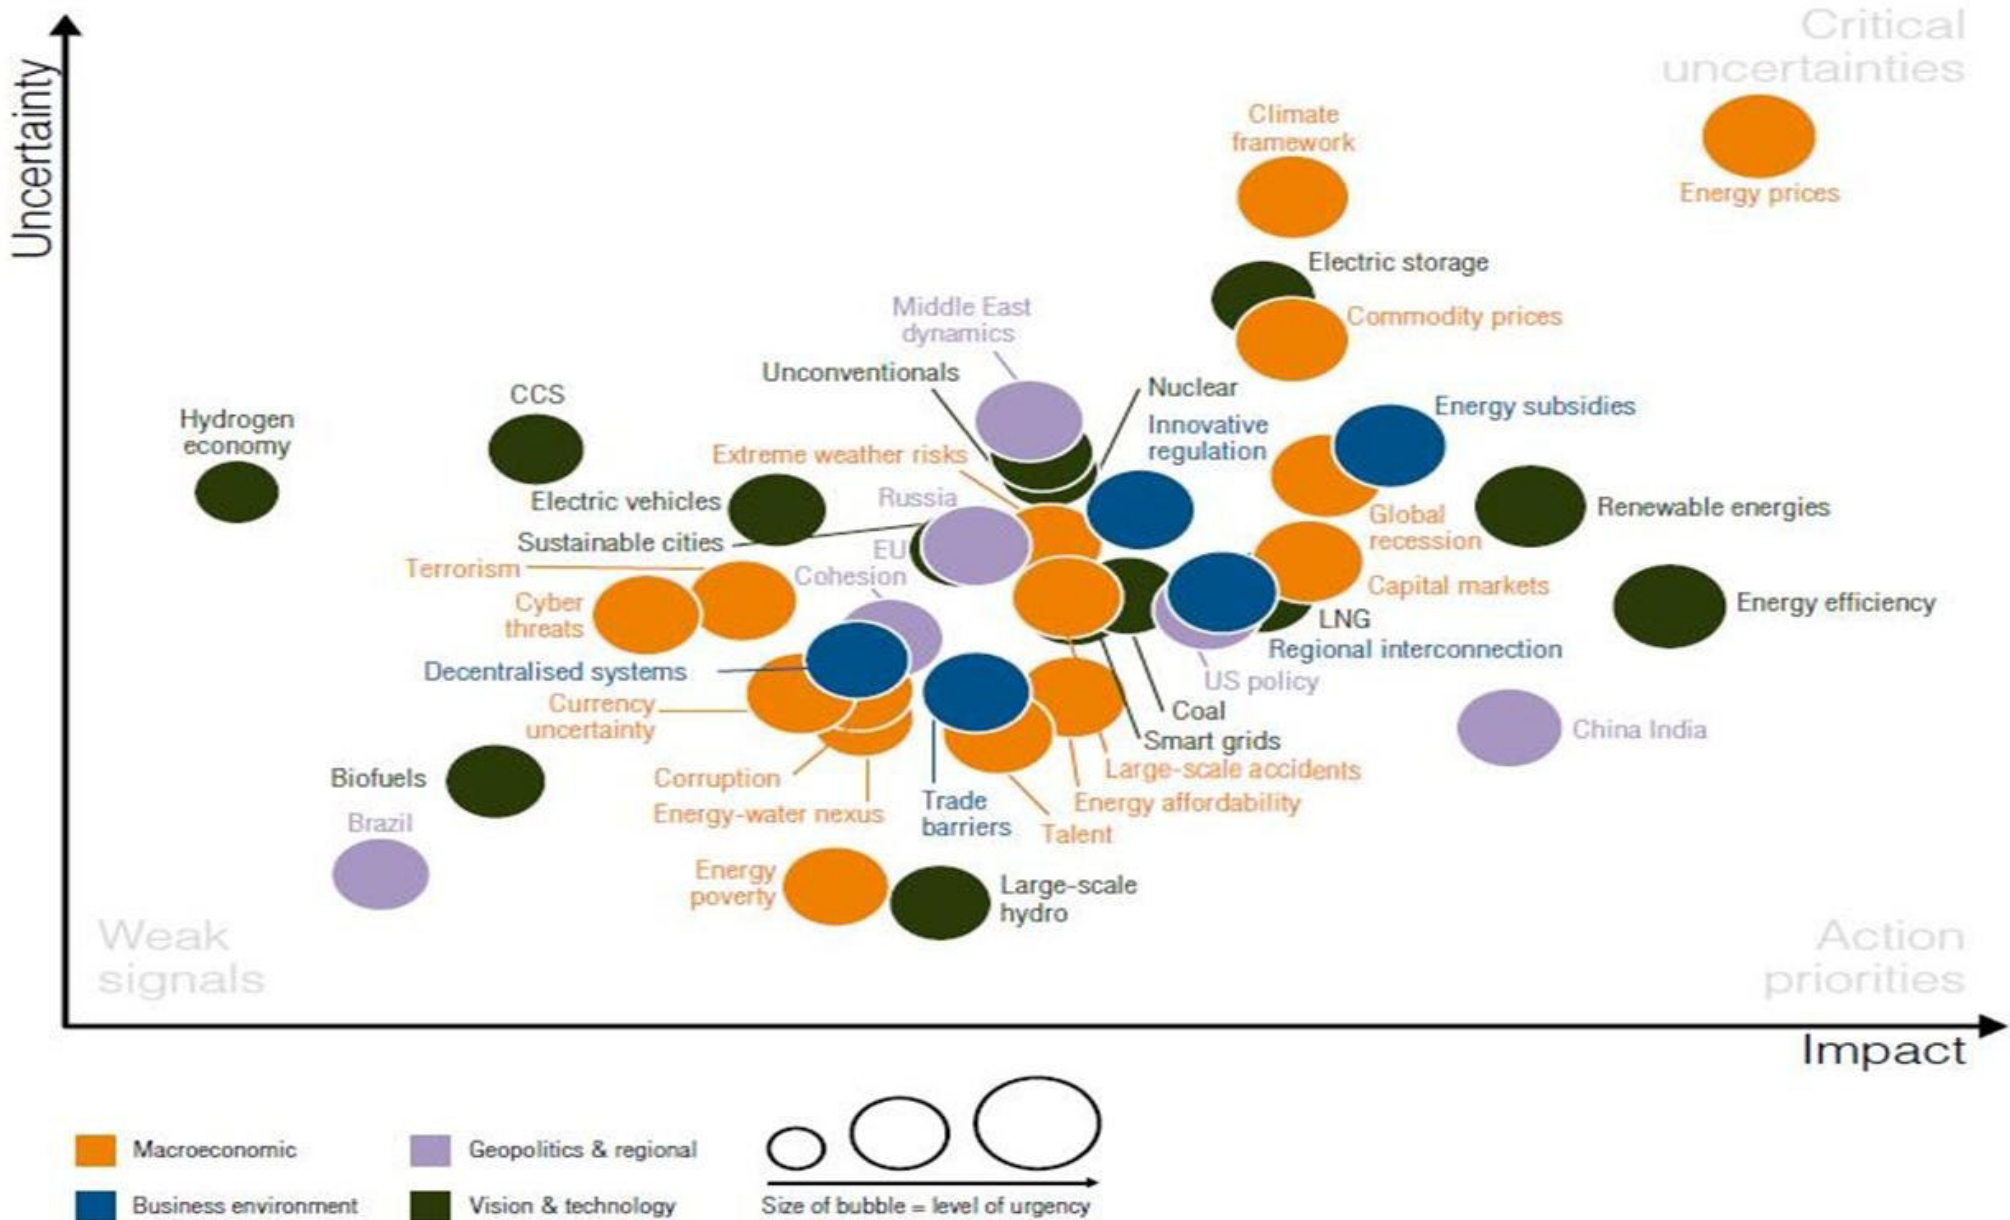 Uncertainty
Critical
uncertainties
Climate
framework
Energy prices
Electric storage
Middle East
dynamics
Commodity prices
Unconventionals
Nuclear
CCS
Hydrogen
economy
Innovative
regulation
Energy subsidies
Extreme weather risks
Electric vehicles
Russia
Renewable energies
Sustainable cities
Global
recession
EU
Cohesion
Terrorism
Capital markets
Cyber
threats
LNG
Energy efficiency
Regional interconnection
Decentralised systems
US policy
Currency
uncertainty
Coal
Smart grids
China India
Biofuels
Corruption
Large-scale accidents
Energy-water nexus
Trade
barriers
Energy affordability
Talent
Brazil
Energy
poverty
Large-scale
hydro
Weak
signals
Action
priorities
Impact
Macroeconomic
Geopolitics & regional
Business environment
Vision & technology
Size of bubble = level of urgency